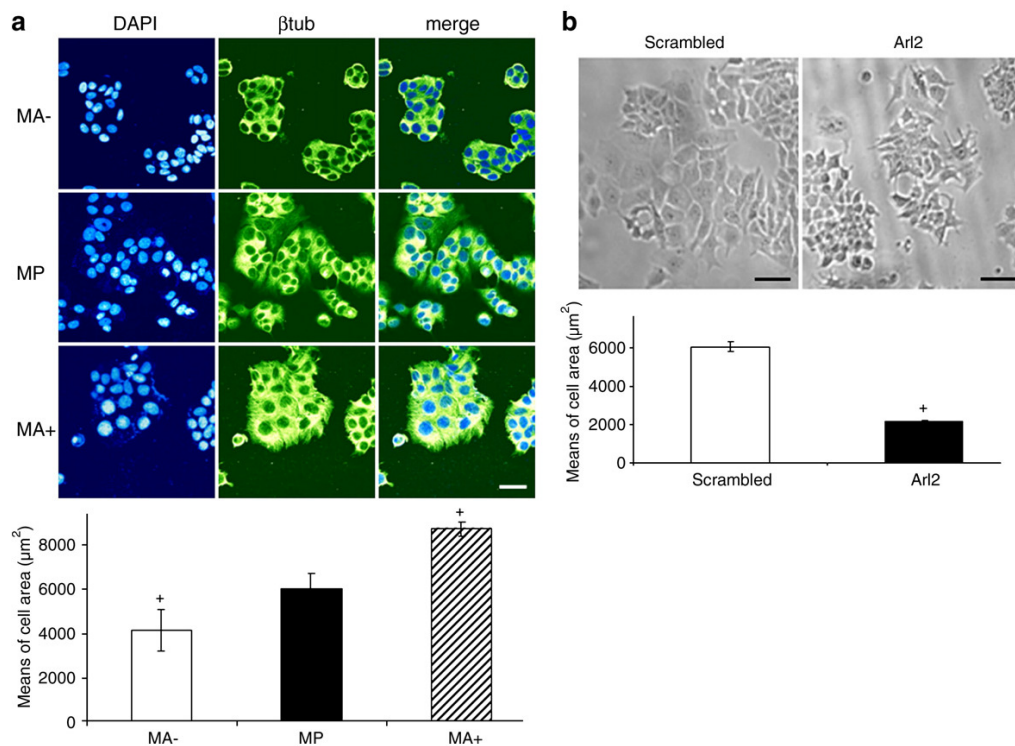 a
DAPI βtub merge
MA-
MP
MA+
Means of cell area (µm²)
8000
6000
4000
2000
0
+
+
MA- MP MA+
b
Scrambled Arl2
Means of cell area (µm²)
6000
4000
2000
0
+
Scrambled Arl2